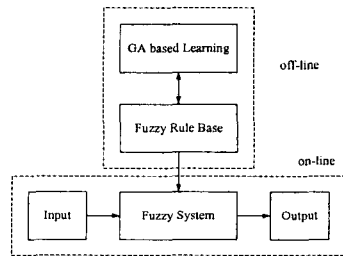 GA based Learning
off-line
Fuzzy Rule Base
on-line
Input
Fuzzy System
Output